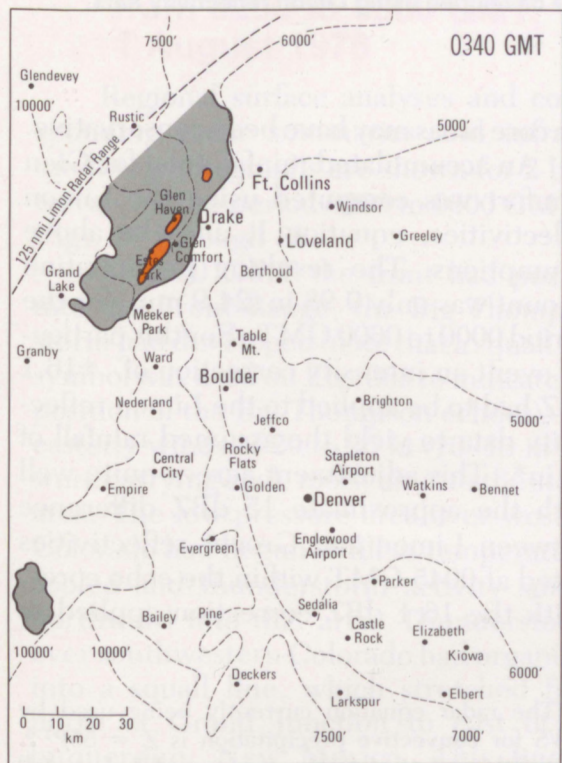 0340 GMT
7500'
6000'
Glendevey
10000'
Rustic
5000'
125 nmi Limon Radar Range
Ft. Collins
Glen
Haven
Windsor
Drake
Glen
Comfort
Loveland
Greeley
Estes
Park
Berthoud
Grand
Lake
Meeker
Park
Table
Mt.
Granby
Ward
Boulder
Nederland
Brighton
5000'
Jeffco
Rocky
Flats
Central
City
Stapleton
Airport
Empire
Golden
Watkins
Bennet
Denver
Evergreen
Englewood
Airport
Parker
Sedalia
Bailey
Pine
Castle
Rock
Elizabeth
Kiowa
10000'
10000'
6000'
Deckers
Larkspur
Elbert
0 10 20 30 40
km
7500'
7000'